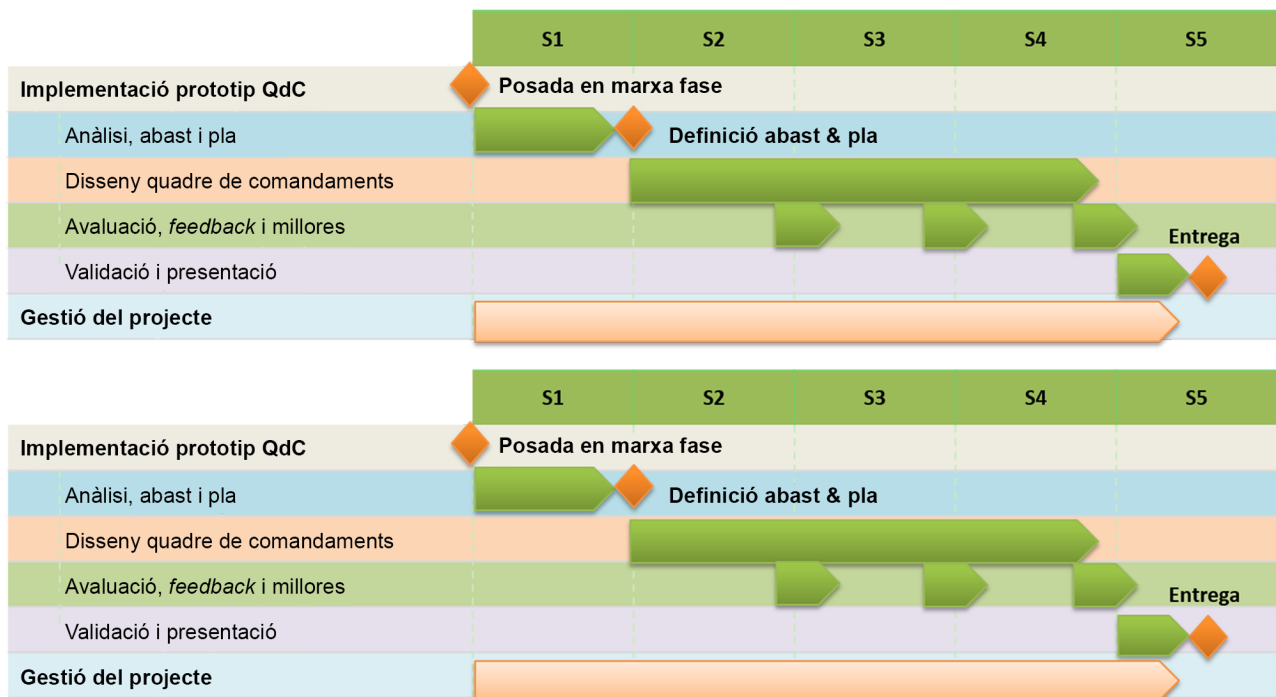 S1 S2 S3 S4 S5
Implementació prototip QdC Posada en marxa fase
Anàlisi, abast i pla Definició abast & pla
Disseny quadre de comandaments
Avaluació, feedback i millores
Entrega
Validació i presentació
Gestió del projecte
S1 S2 S3 S4 S5
Implementació prototip QdC Posada en marxa fase
Anàlisi, abast i pla Definició abast & pla
Disseny quadre de comandaments
Avaluació, feedback i millores
Entrega
Validació i presentació
Gestió del projecte